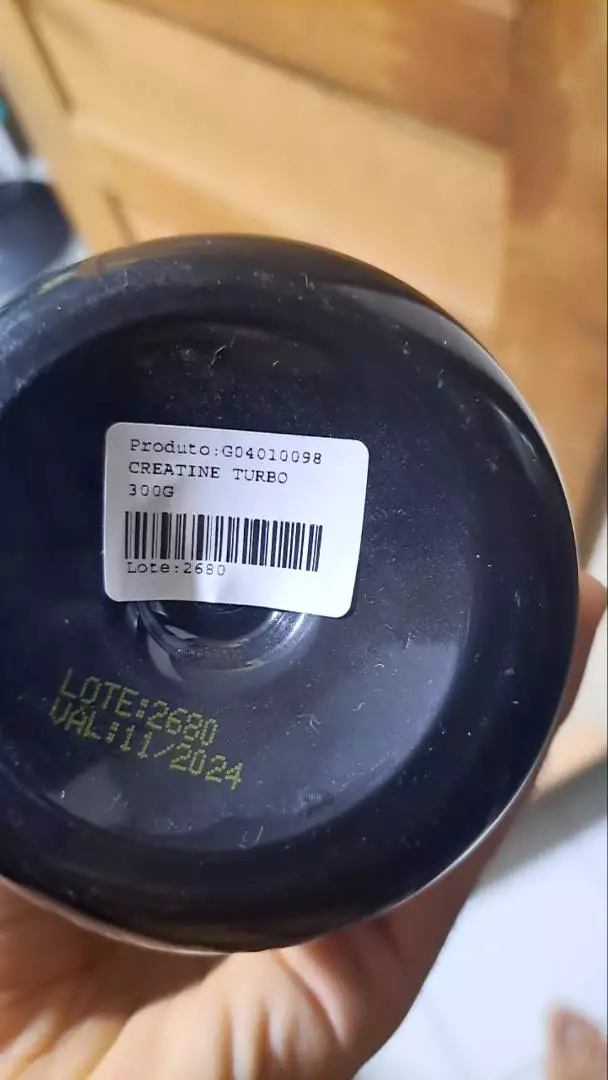 Produto:G04010098
CREATINE TURBO
300G
Lote:2680
LOTE:2680
VAL:11/2024